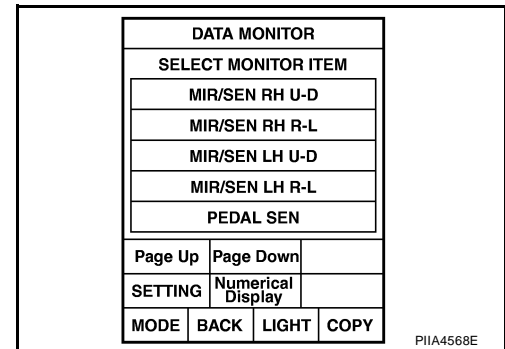 DATA MONITOR
SELECT MONITOR ITEM
MIR/SEN RH U-D
MIR/SEN RH R-L
MIR/SEN LH U-D
MIR/SEN LH R-L
PEDAL SEN
Page Up Page Down
SETTING Numerical Display
MODE BACK LIGHT COPY
PIIA4568E